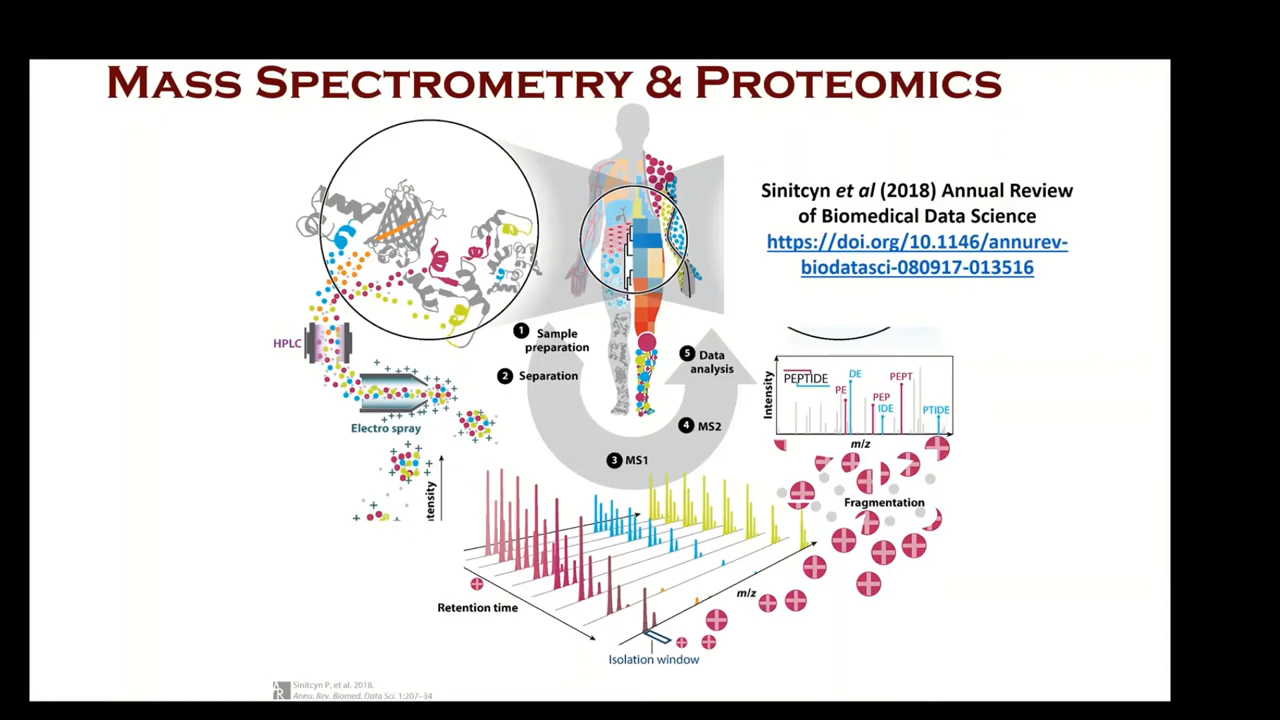 MASS SPECTROMETRY & PROTEOMICS
Sinitcyn et al (2018) Annual Review
of Biomedical Data Science
https://doi.org/10.1146/annurev-
biodatasci-080917-013516
HPLC
Electro spray
1 Sample
preparation
2 Separation
3 MS1
4 MS2
5 Data
analysis
Intensity
PEPTIDE
PE
DE
PEP
IDE
PEPT
PTIDE
m/z
Fragmentation
ntensity
Retention time
m/z
Isolation window
AR
Sinitcyn P, et al. 2018.
Annu. Rev. Biomed. Data Sci. 1:207–34